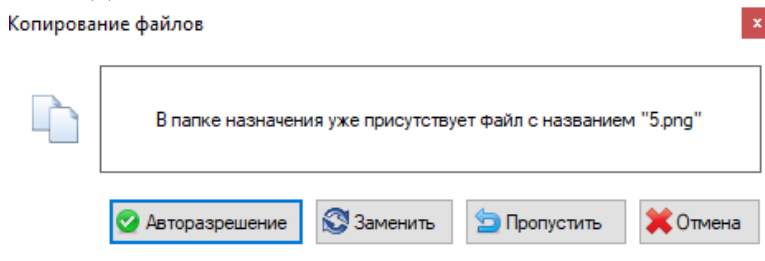 Копирование файлов
x
В папке назначения уже присутствует файл с названием "5.png"
Авторазрешение Заменить Пропустить Отмена